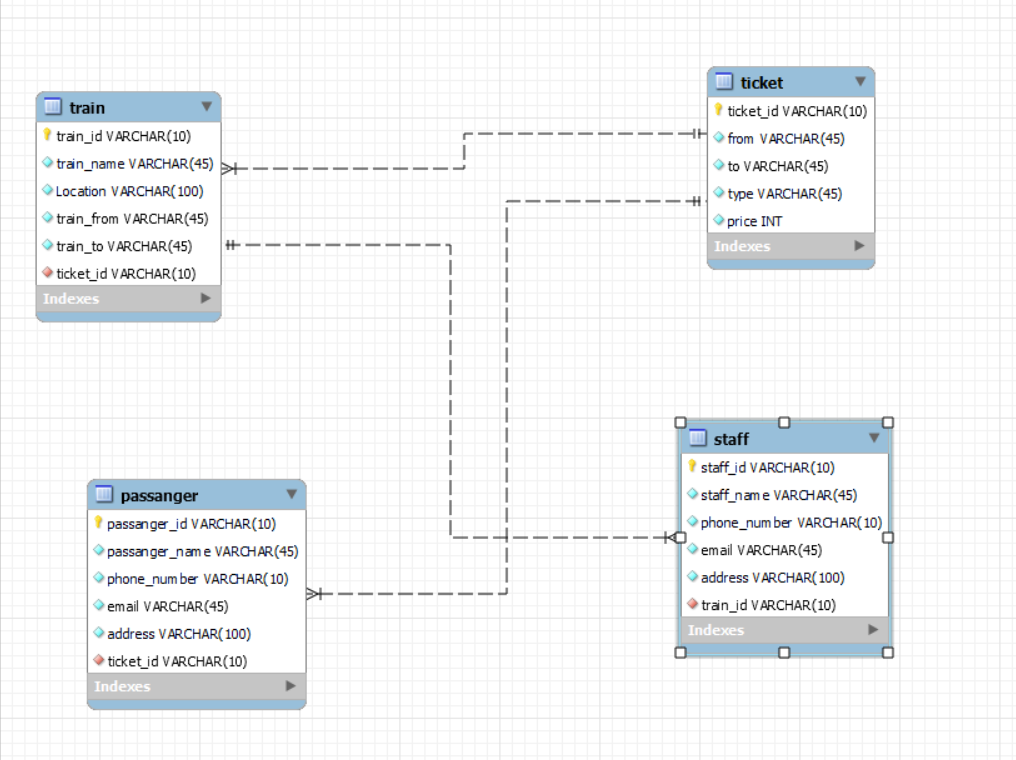 train
train_id VARCHAR(10)
train_name VARCHAR(45)
Location VARCHAR(100)
train_from VARCHAR(45)
train_to VARCHAR(45)
ticket_id VARCHAR(10)
Indexes
ticket
ticket_id VARCHAR(10)
from VARCHAR(45)
to VARCHAR(45)
type VARCHAR(45)
price INT
Indexes
passanger
passanger_id VARCHAR(10)
passanger_name VARCHAR(45)
phone_number VARCHAR(10)
email VARCHAR(45)
address VARCHAR(100)
ticket_id VARCHAR(10)
Indexes
staff
staff_id VARCHAR(10)
staff_name VARCHAR(45)
phone_number VARCHAR(10)
email VARCHAR(45)
address VARCHAR(100)
train_id VARCHAR(10)
Indexes